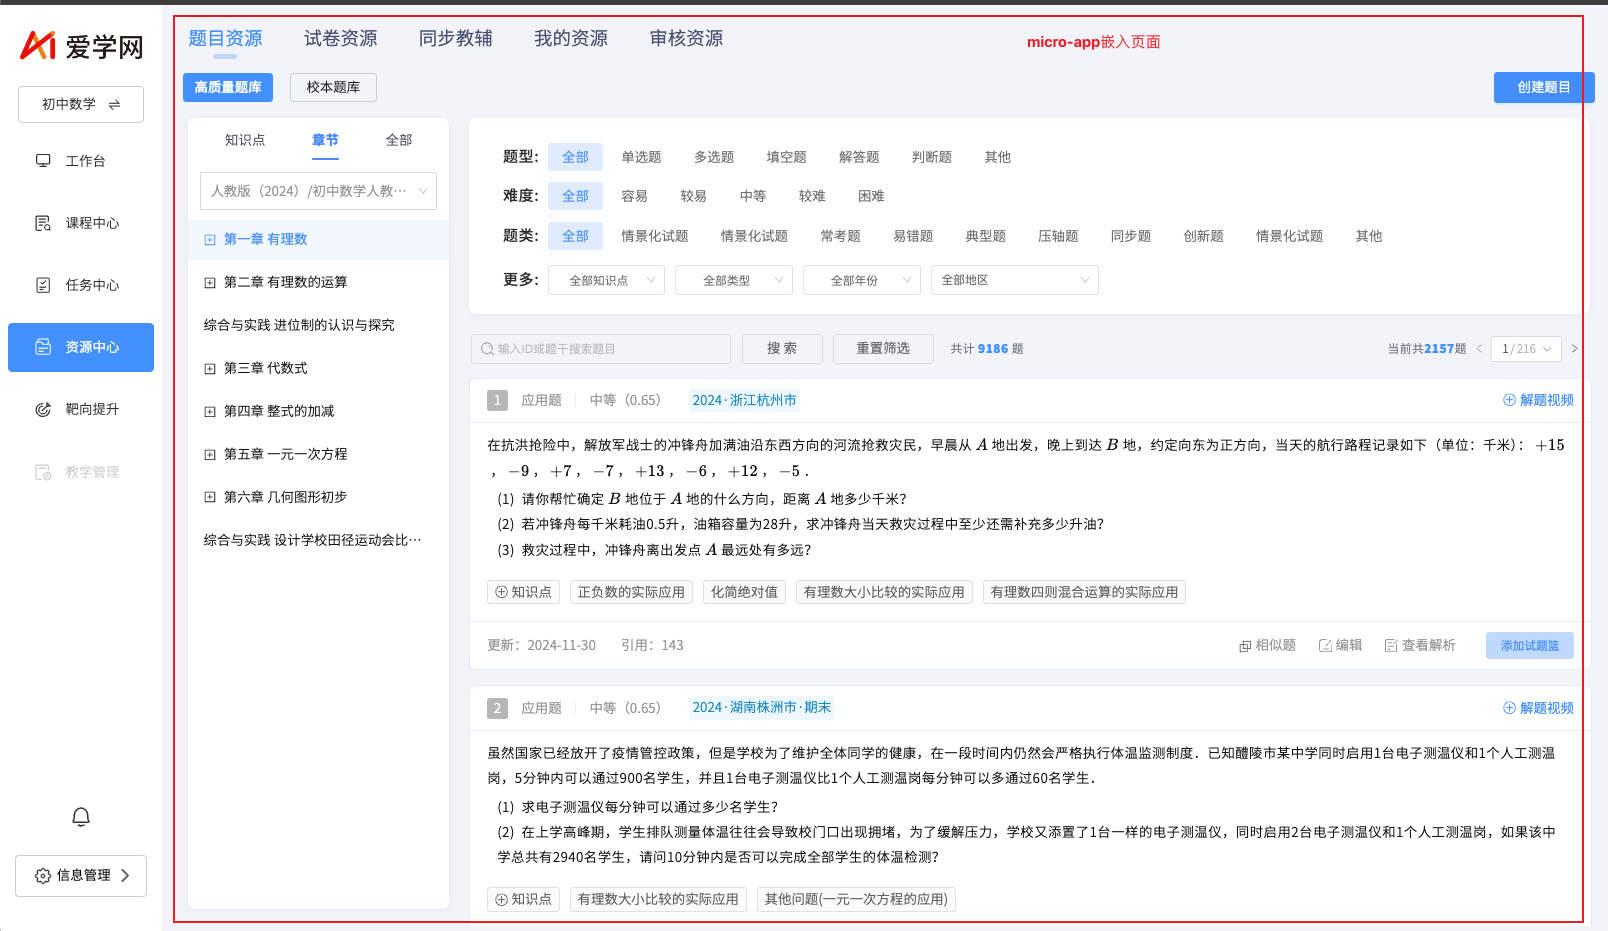 爱学网
初中数学
工作台
课程中心
任务中心
资源中心
靶向提升
教学管理
信息管理
题目资源 试卷资源 同步教辅 我的资源 审核资源
micro-app嵌入页面
高质量题库 校本题库 创建题目
知识点 章节 全部
人教版（2024）/初中数学人教···
第一章 有理数
第二章 有理数的运算
综合与实践 进位制的认识与探究
第三章 代数式
第四章 整式的加减
第五章 一元一次方程
第六章 几何图形初步
综合与实践 设计学校田径运动会比···
题型: 全部 单选题 多选题 填空题 解答题 判断题 其他
难度: 全部 容易 较易 中等 较难 困难
题类: 全部 情景化试题 情景化试题 常考题 易错题 典型题 压轴题 同步题 创新题 情景化试题 其他
更多: 全部知识点 全部类型 全部年份 全部地区
输入ID或题干搜索题目 搜 索 重置筛选 共计 9186 题 当前共2157题 1 / 216
1 应用题 中等（0.65） 2024·浙江杭州市 解题视频
在抗洪抢险中，解放军战士的冲锋舟加满油沿东西方向的河流抢救灾民，早晨从 A 地出发，晚上到达 B 地，约定向东为正方向，当天的航行路程记录如下（单位：千米）：+15
，−9，+7，−7，+13，−6，+12，−5．
(1) 请你帮忙确定 B 地位于 A 地的什么方向，距离 A 地多少千米？
(2) 若冲锋舟每千米耗油0.5升，油箱容量为28升，求冲锋舟当天救灾过程中至少还需补充多少升油？
(3) 救灾过程中，冲锋舟离出发点 A 最远处有多远？
知识点 正负数的实际应用 化简绝对值 有理数大小比较的实际应用 有理数四则混合运算的实际应用
更新：2024-11-30 引用：143 相似题 编辑 查看解析 添加试题篮
2 应用题 中等（0.65） 2024·湖南株洲市·期末 解题视频
虽然国家已经放开了疫情管控政策，但是学校为了维护全体同学的健康，在一段时间内仍然会严格执行体温监测制度．已知醴陵市某中学同时启用1台电子测温仪和1个人工测温
岗，5分钟内可以通过900名学生，并且1台电子测温仪比1个人工测温岗每分钟可以多通过60名学生．
(1) 求电子测温仪每分钟可以通过多少名学生？
(2) 在上学高峰期，学生排队测量体温往往会导致校门口出现拥堵，为了缓解压力，学校又添置了1台一样的电子测温仪，同时启用2台电子测温仪和1个人工测温岗，如果该中
学总共有2940名学生，请问10分钟内是否可以完成全部学生的体温检测？
知识点 有理数大小比较的实际应用 其他问题(一元一次方程的应用)